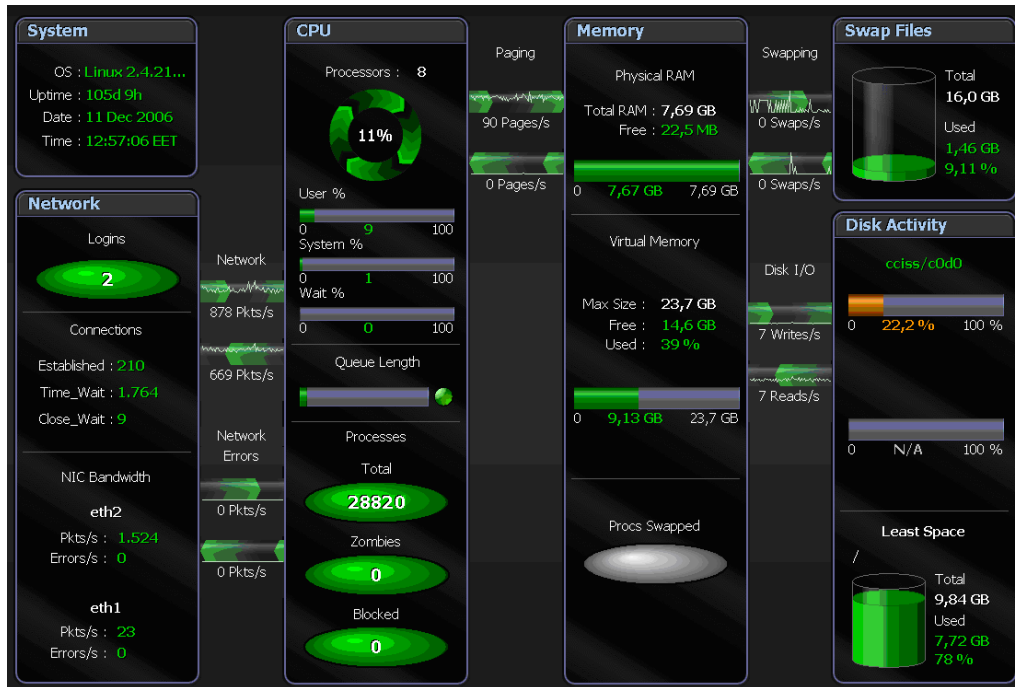 System
OS : Linux 2.4.21...
Uptime : 105d 9h
Date : 11 Dec 2006
Time : 12:57:06 EET
Network
Logins
2
Connections
Established : 210
Time_Wait : 1.764
Close_Wait : 9
NIC Bandwidth
eth2
Pkts/s : 1.524
Errors/s : 0
eth1
Pkts/s : 23
Errors/s : 0
Network
878 Pkts/s
669 Pkts/s
Network
Errors
0 Pkts/s
0 Pkts/s
CPU
Processors : 8
11%
User %
0 9 100
System %
0 1 100
Wait %
0 0 100
Queue Length
Processes
Total
28820
Zombies
0
Blocked
0
Paging
90 Pages/s
0 Pages/s
Memory
Physical RAM
Total RAM : 7,69 GB
Free : 22,5 MB
0 7,67 GB 7,69 GB
Virtual Memory
Max Size : 23,7 GB
Free : 14,6 GB
Used : 39 %
0 9,13 GB 23,7 GB
Procs Swapped
Swapping
0 Swaps/s
0 Swaps/s
Disk I/O
7 Writes/s
7 Reads/s
Swap Files
Total
16,0 GB
Used
1,46 GB
9,11 %
Disk Activity
cciss/c0d0
0 22,2 % 100 %
0 N/A 100 %
Least Space
/
Total
9,84 GB
Used
7,72 GB
78 %